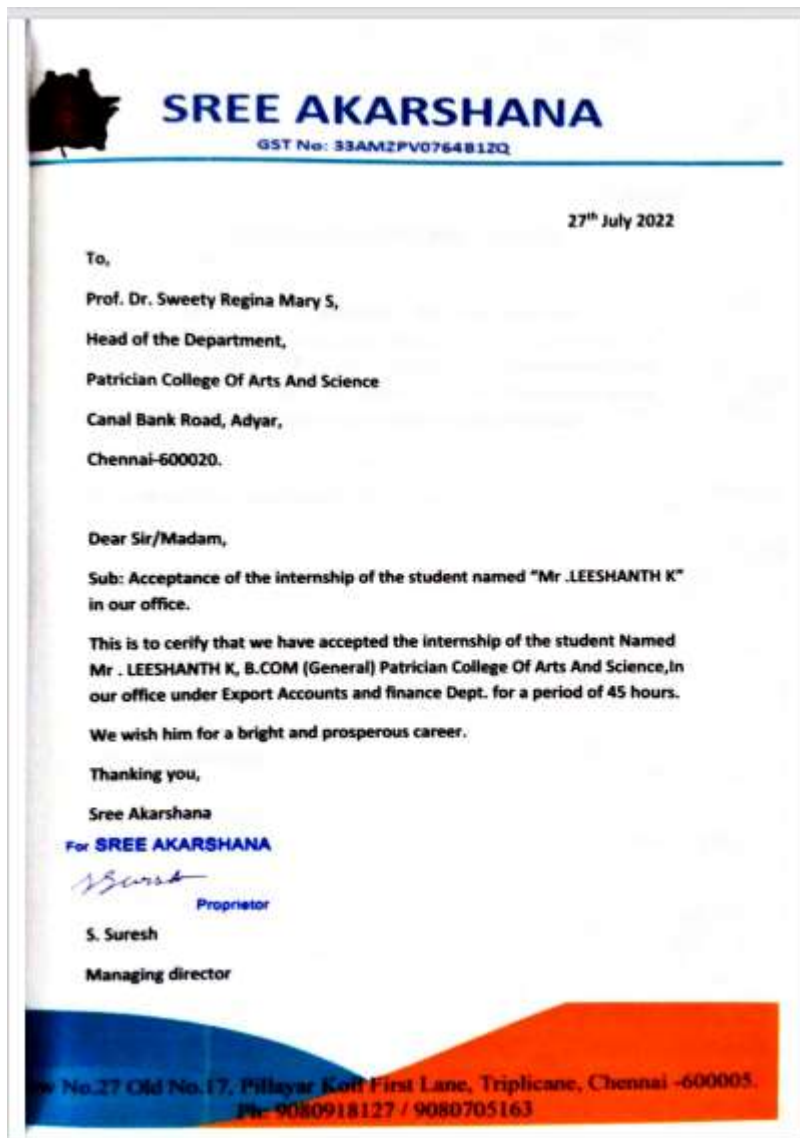 SREE AKARSHANA
GST No: 33AMZPV0764B1ZQ
27th July 2022
To,
Prof. Dr. Sweety Regina Mary S,
Head of the Department,
Patrician College Of Arts And Science
Canal Bank Road, Adyar,
Chennai-600020.
Dear Sir/Madam,
Sub: Acceptance of the internship of the student named “Mr .LEESHANTH K”
in our office.
This is to cerify that we have accepted the internship of the student Named
Mr . LEESHANTH K, B.COM (General) Patrician College Of Arts And Science,In
our office under Export Accounts and finance Dept. for a period of 45 hours.
We wish him for a bright and prosperous career.
Thanking you,
Sree Akarshana
For SREE AKARSHANA
Proprietor
S. Suresh
Managing director
No.27 Old No.17, Pillayar Koil First Lane, Triplicane, Chennai -600005.
Ph: 9080918127 / 9080705163